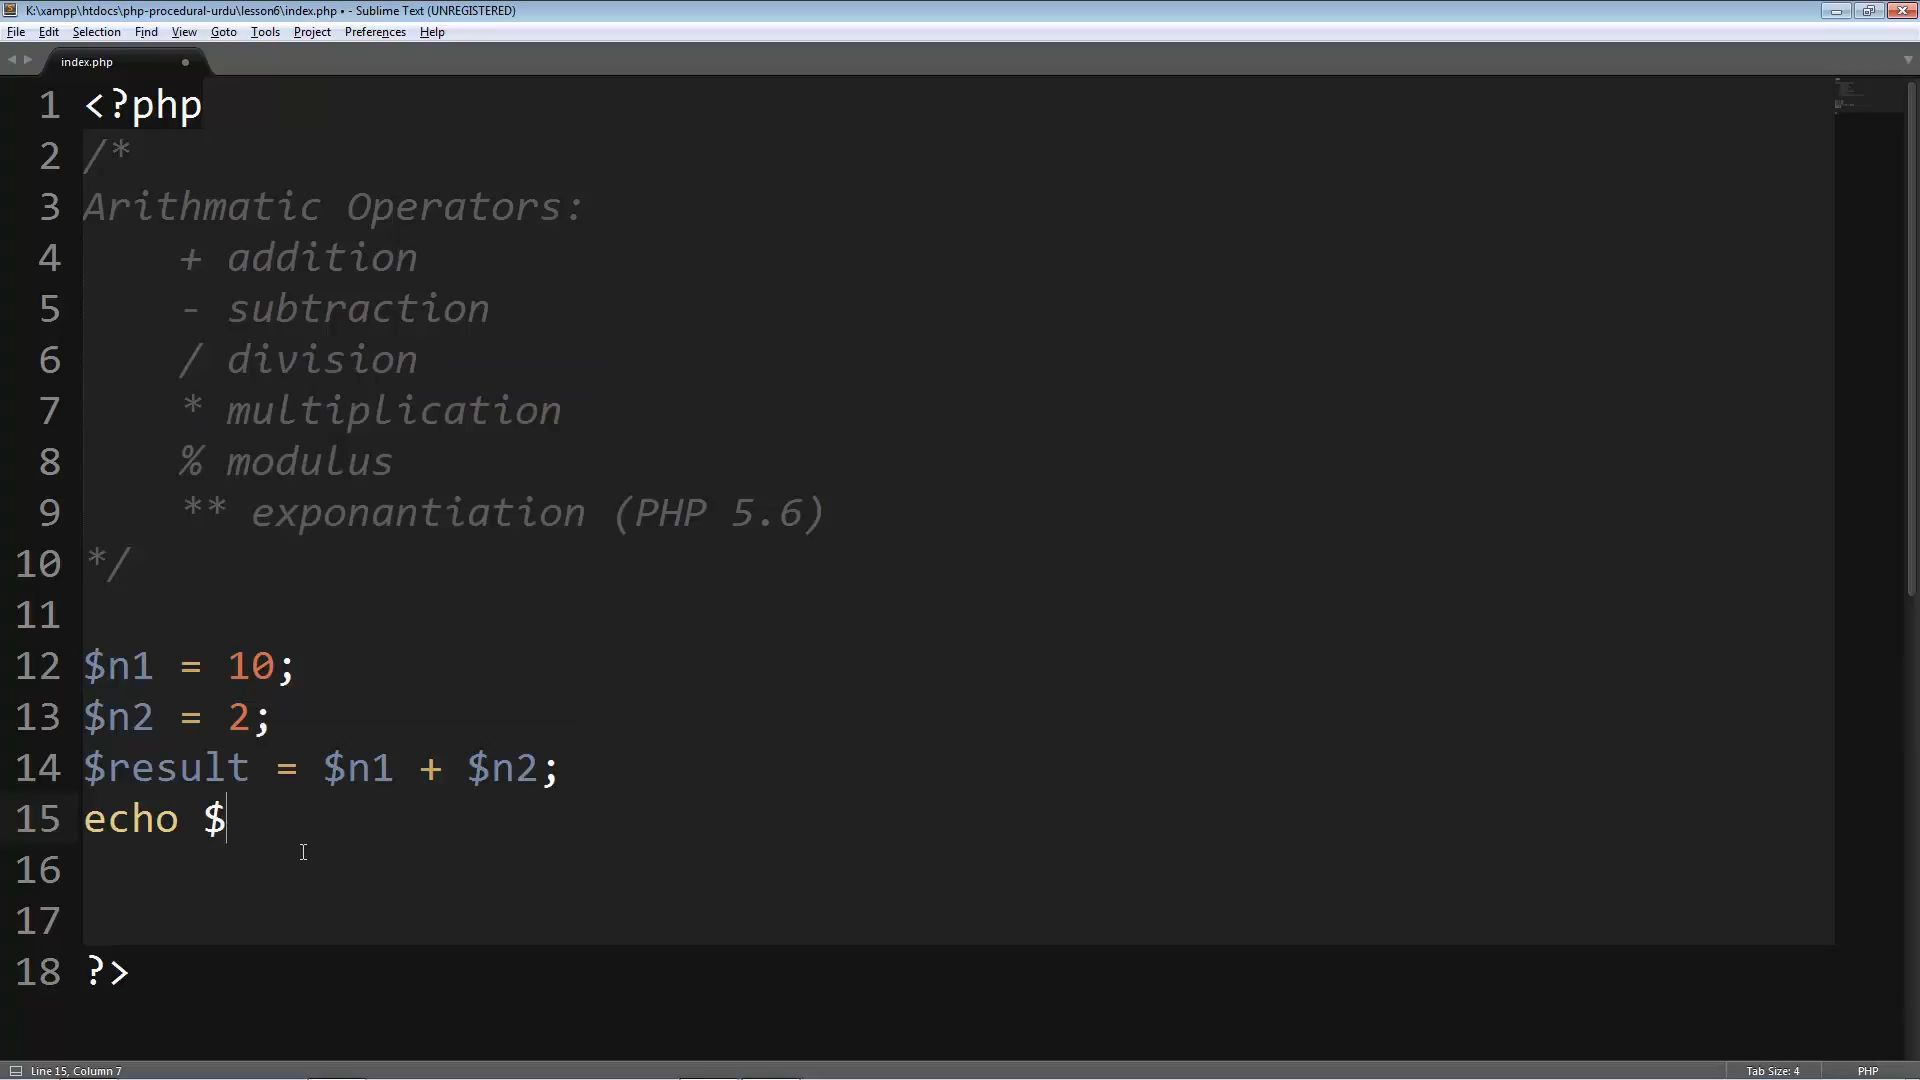 K:\xampp\htdocs\php-procedural-urdu\lesson6\index.php • - Sublime Text (UNREGISTERED)
File Edit Selection Find View Goto Tools Project Preferences Help
index.php
1 <?php
2 /*
3 Arithmatic Operators:
4 + addition
5 - subtraction
6 / division
7 * multiplication
8 % modulus
9 ** exponantiation (PHP 5.6)
10 */
11
12 $n1 = 10;
13 $n2 = 2;
14 $result = $n1 + $n2;
15 echo $
16
17
18 ?>
Line 15, Column 7 Tab Size: 4 PHP